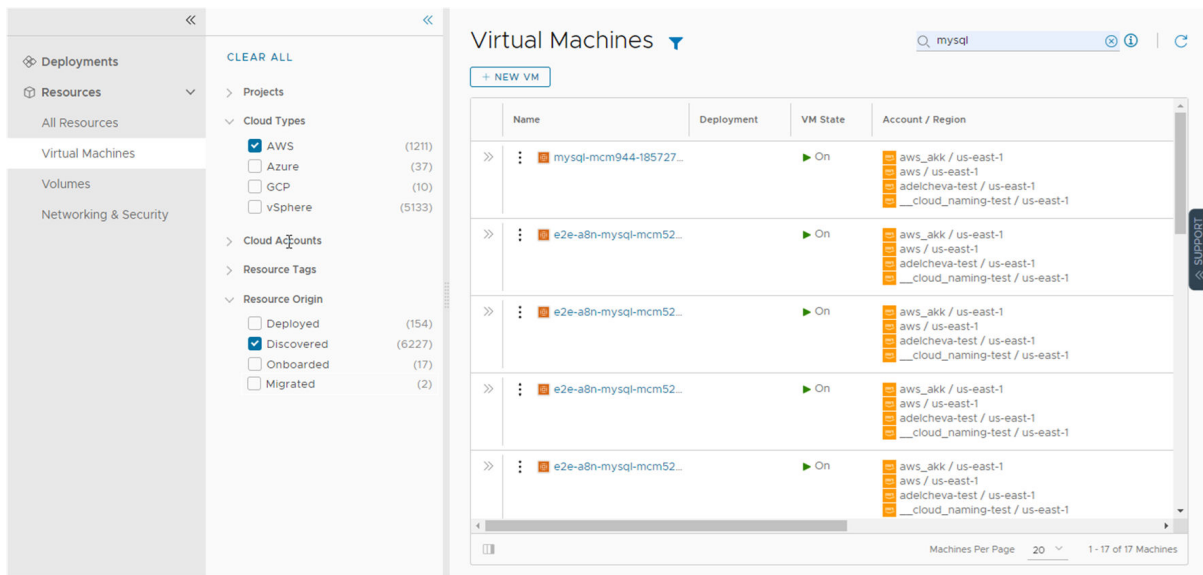 Deployments
Resources
All Resources
Virtual Machines
Volumes
Networking & Security
CLEAR ALL
Projects
Cloud Types
AWS (1211)
Azure (37)
GCP (10)
vSphere (5133)
Cloud Accounts
Resource Tags
Resource Origin
Deployed (154)
Discovered (6227)
Onboarded (17)
Migrated (2)
Virtual Machines
mysql
+ NEW VM
Name Deployment VM State Account / Region
mysql-mcm944-185727... On aws_akk / us-east-1
aws / us-east-1
adelcheva-test / us-east-1
__cloud_naming-test / us-east-1
e2e-a8n-mysql-mcm52... On aws_akk / us-east-1
aws / us-east-1
adelcheva-test / us-east-1
__cloud_naming-test / us-east-1
e2e-a8n-mysql-mcm52... On aws_akk / us-east-1
aws / us-east-1
adelcheva-test / us-east-1
__cloud_naming-test / us-east-1
e2e-a8n-mysql-mcm52... On aws_akk / us-east-1
aws / us-east-1
adelcheva-test / us-east-1
__cloud_naming-test / us-east-1
e2e-a8n-mysql-mcm52... On aws_akk / us-east-1
aws / us-east-1
adelcheva-test / us-east-1
__cloud_naming-test / us-east-1
Machines Per Page 20 1 - 17 of 17 Machines
SUPPORT